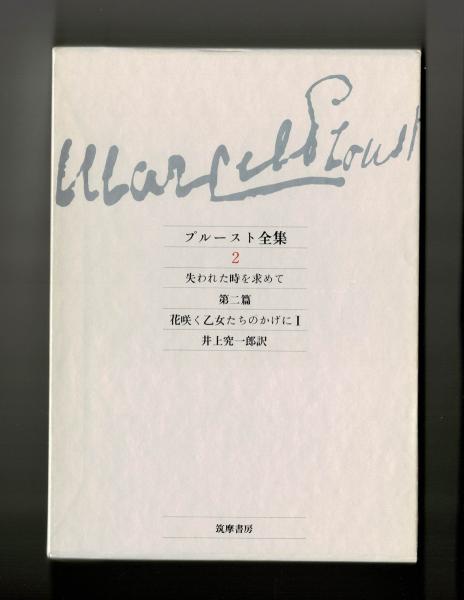 Marcel Proust
プルースト全集
2
失われた時を求めて
第二篇
花咲く乙女たちのかげに I
井上究一郎訳
筑摩書房